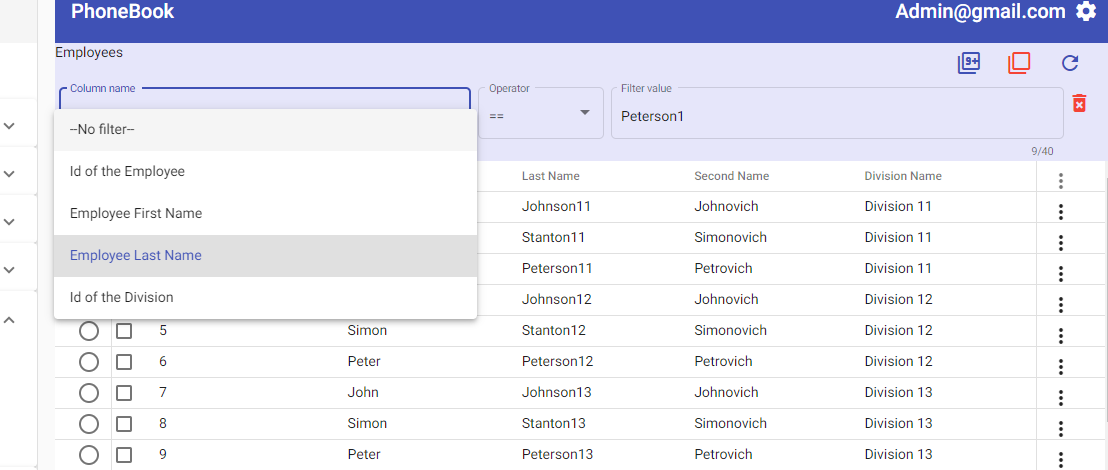 PhoneBook Admin@gmail.com
Employees
9+
Column name Operator Filter value
== Peterson1
9/40
--No filter--
Id of the Employee
Employee First Name
Employee Last Name
Id of the Division
Last Name Second Name Division Name
Johnson11 Johnovich Division 11
Stanton11 Simonovich Division 11
Peterson11 Petrovich Division 11
Johnson12 Johnovich Division 12
5 Simon Stanton12 Simonovich Division 12
6 Peter Peterson12 Petrovich Division 12
7 John Johnson13 Johnovich Division 13
8 Simon Stanton13 Simonovich Division 13
9 Peter Peterson13 Petrovich Division 13